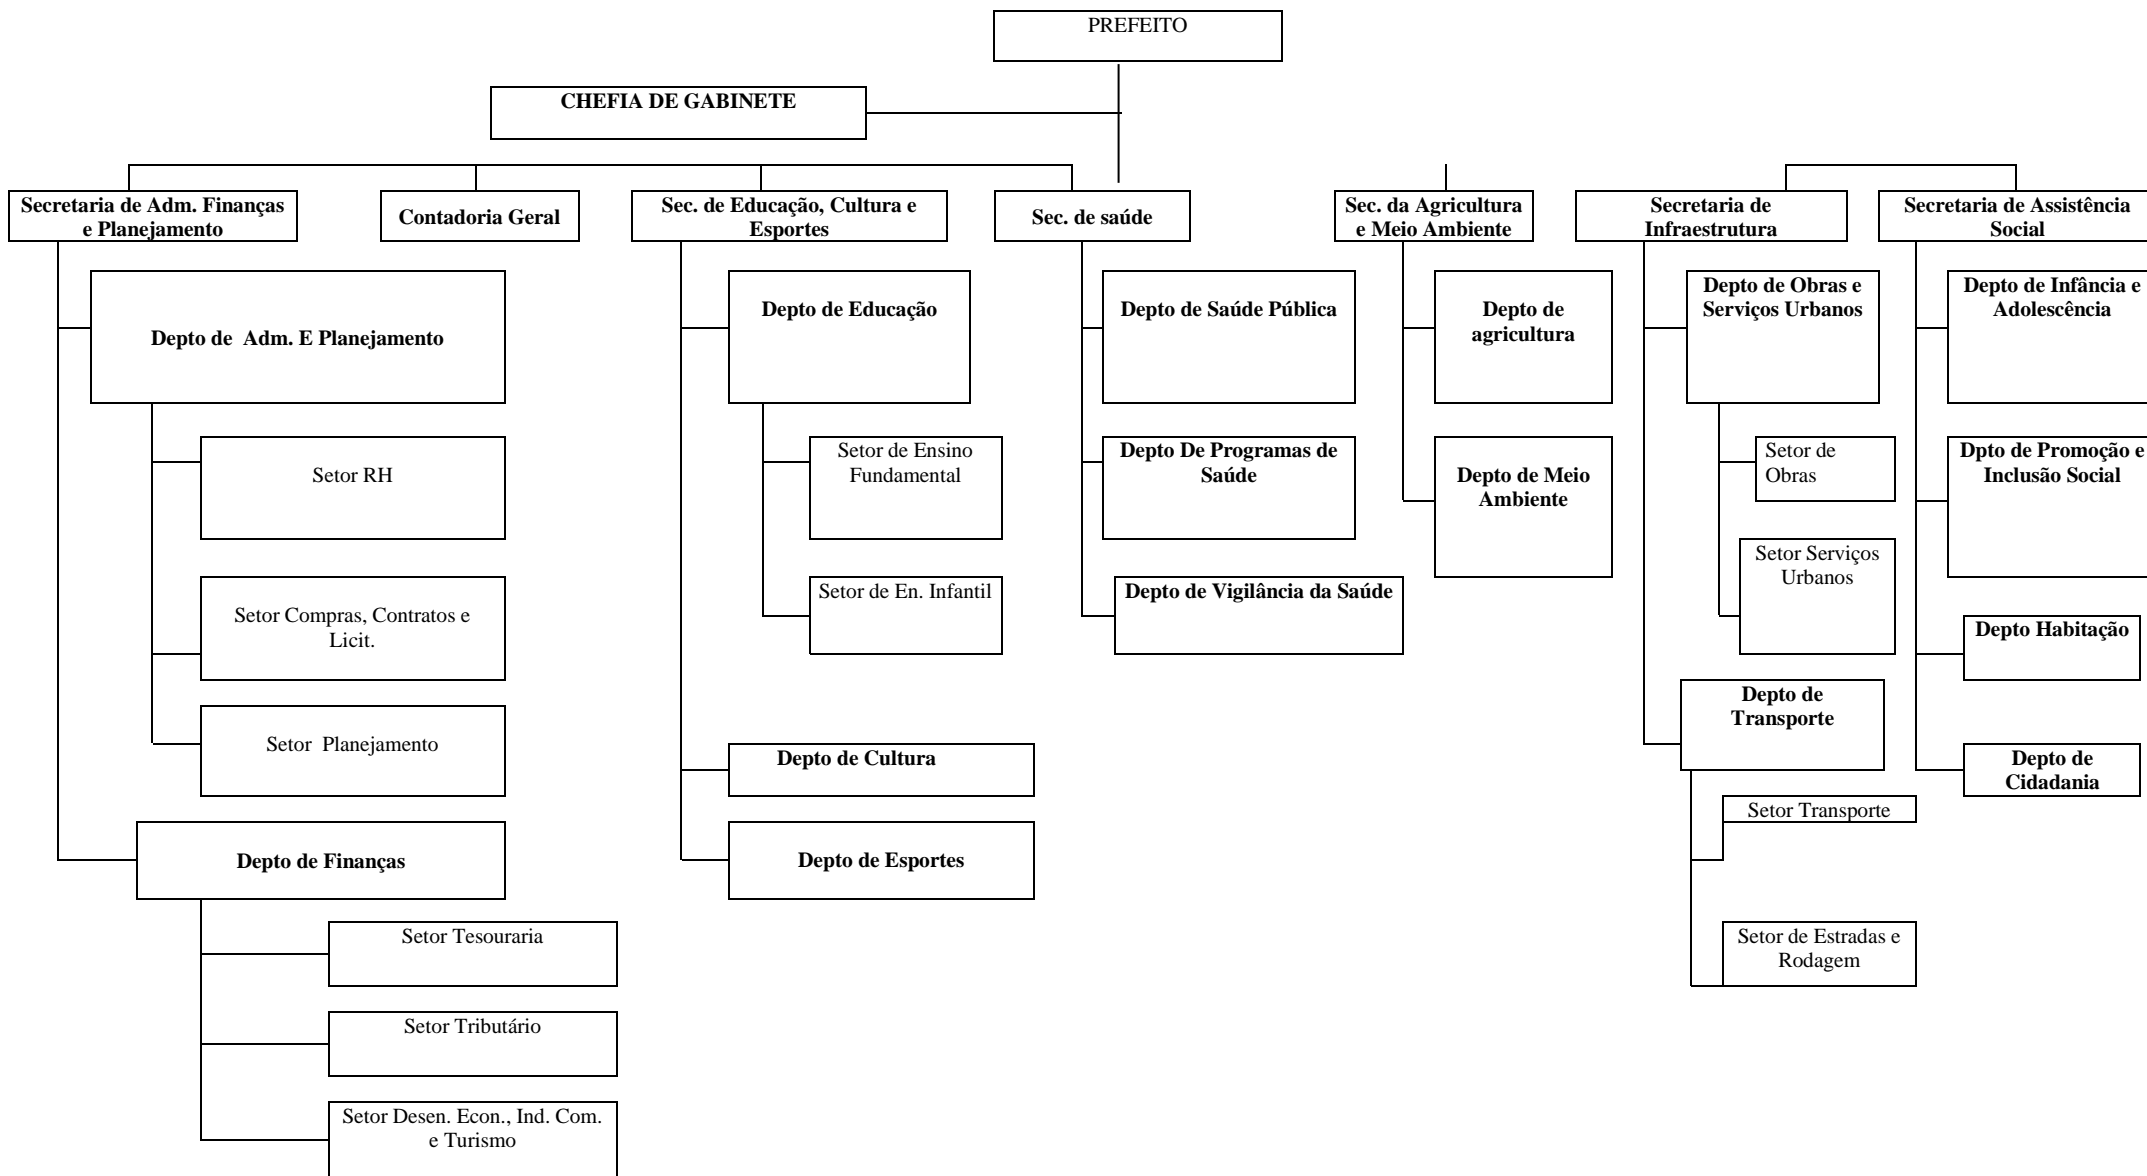 PREFEITO
CHEFIA DE GABINETE
Secretaria de Adm. Finanças
e Planejamento
Contadoria Geral
Sec. de Educação, Cultura e
Esportes
Sec. de saúde
Sec. da Agricultura
e Meio Ambiente
Secretaria de
Infraestrutura
Secretaria de Assistência
Social
Depto de Adm. E Planejamento
Depto de Educação
Depto de Saúde Pública
Depto de
agricultura
Depto de Obras e
Serviços Urbanos
Depto de Infância e
Adolescência
Setor RH
Setor de Ensino
Fundamental
Depto De Programas de
Saúde
Depto de Meio
Ambiente
Setor de
Obras
Dpto de Promoção e
Inclusão Social
Setor Compras, Contratos e
Licit.
Setor de En. Infantil
Depto de Vigilância da Saúde
Setor Serviços
Urbanos
Depto Habitação
Setor Planejamento
Depto de Cultura
Depto de
Transporte
Depto de
Cidadania
Setor Transporte
Depto de Finanças
Depto de Esportes
Setor Tesouraria
Setor de Estradas e
Rodagem
Setor Tributário
Setor Desen. Econ., Ind. Com.
e Turismo